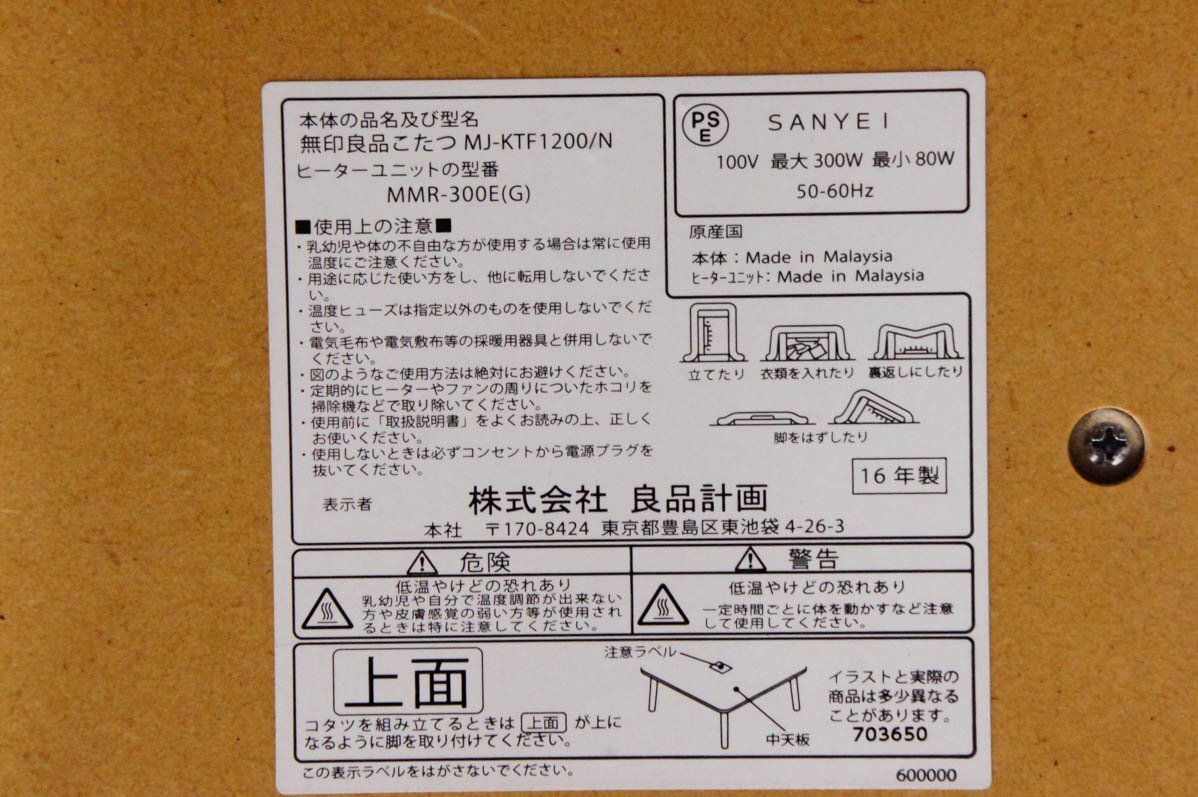 本体の品名及び型名
無印良品こたつ MJ-KTF1200/N
ヒーターユニットの型番
MMR-300E(G)
■使用上の注意■
・乳幼児や体の不自由な方が使用する場合は常に使用
温度にご注意ください。
・用途に応じた使い方をし、他に転用しないでくださ
い。
・温度ヒューズは指定以外のものを使用しないでくだ
さい。
・電気毛布や電気敷布等の採暖用器具と併用しないで
ください。
・図のようなご使用方法は絶対にお避けください。
・定期的にヒーターやファンの周りについたホコリを
掃除機などで取り除いてください。
・使用前に「取扱説明書」をよくお読みの上、正しく
お使いください。
・使用しないときは必ずコンセントから電源プラグを
抜いてください。
PS
E
SANYEI
100V 最大 300W 最小 80W
50-60Hz
原産国
本体：Made in Malaysia
ヒーターユニット：Made in Malaysia
立てたり 衣類を入れたり 裏返しにしたり
脚をはずしたり
16 年製
表示者 株式会社 良品計画
本社 〒170-8424 東京都豊島区東池袋 4-26-3
危険
低温やけどの恐れあり
乳幼児や自分で温度調節が出来ない
方や皮膚感覚の弱い方等が使用され
るときは特に注意してください。
警告
低温やけどの恐れあり
一定時間ごとに体を動かすなど注意
して使用してください。
上面
コタツを組み立てるときは 上面 が上に
なるように脚を取り付けてください。
注意ラベル
中天板
イラストと実際の
商品は多少異なる
ことがあります。
703650
この表示ラベルをはがさないでください。
600000